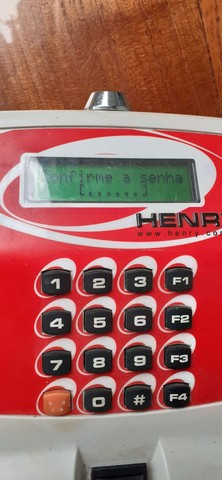 Confirme a senha
[.......]
HENR
www.henry.co
1 2 3 F1
4 5 6 F2
7 8 9 F3
0 # F4